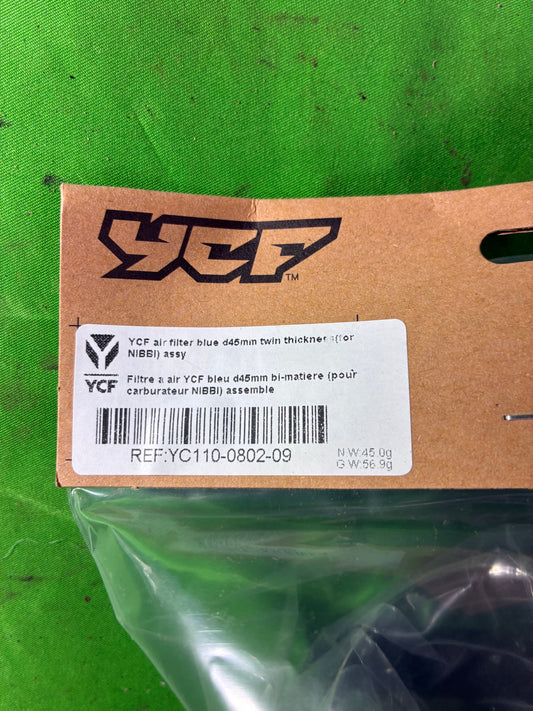 YCF™
YCF air filter blue d45mm twin thickness(for
NIBBI) assy
YCF
Filtre a air YCF bleu d45mm bi-matiere (pour
carburateur NIBBI) assemble
REF:YC110-0802-09
N.W:45.0g
G.W:56.9g